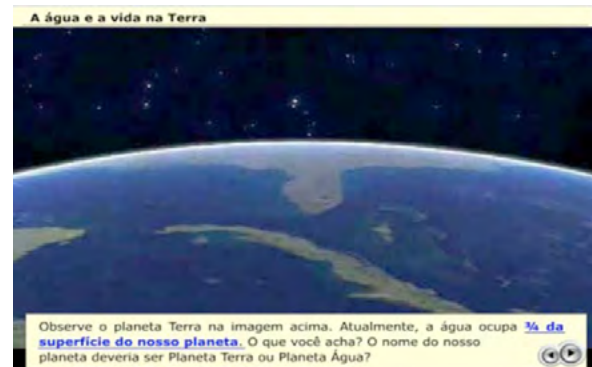 A água e a vida na Terra
Observe o planeta Terra na imagem acima. Atualmente, a água ocupa ¾ da
superfície do nosso planeta. O que você acha? O nome do nosso
planeta deveria ser Planeta Terra ou Planeta Água?